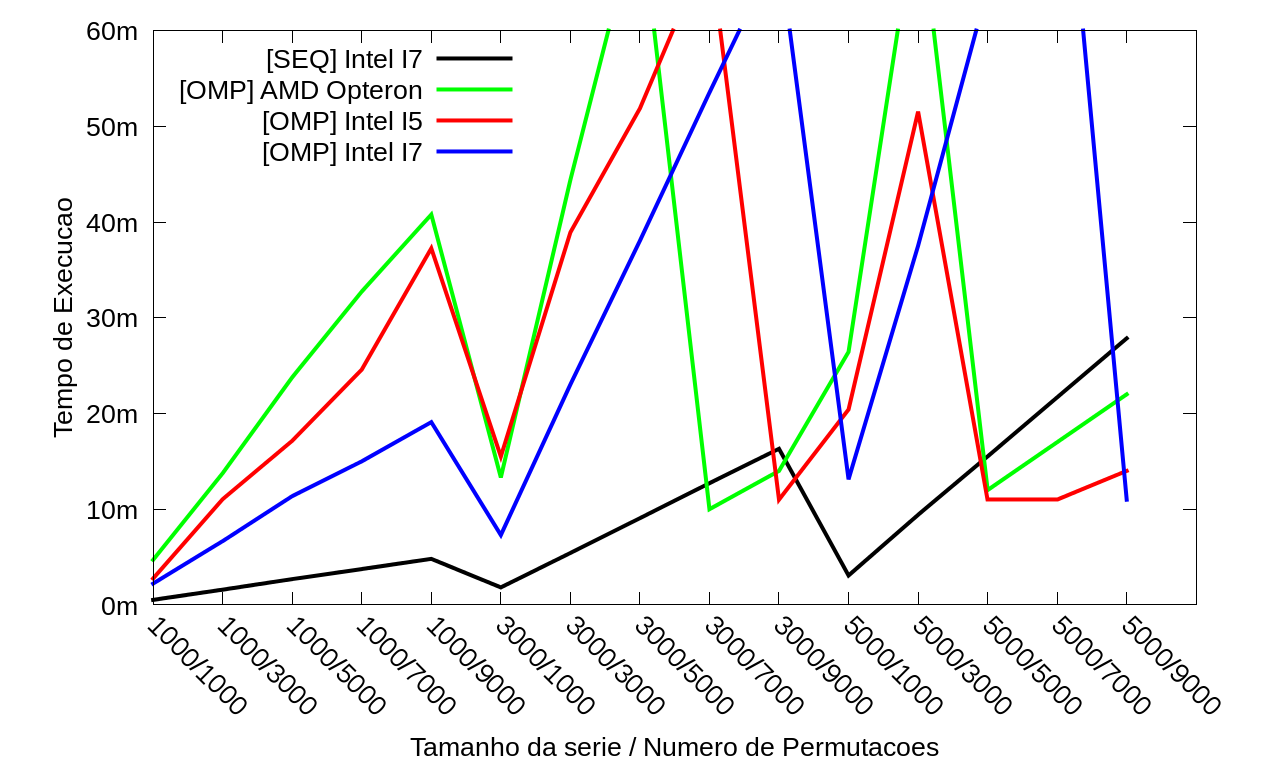 60m
50m
40m
30m
20m
10m
0m
Tempo de Execucao
[SEQ] Intel I7
[OMP] AMD Opteron
[OMP] Intel I5
[OMP] Intel I7
1000/1000
1000/3000
1000/5000
1000/7000
1000/9000
3000/1000
3000/3000
3000/5000
3000/7000
3000/9000
5000/1000
5000/3000
5000/5000
5000/7000
5000/9000
Tamanho da serie / Numero de Permutacoes